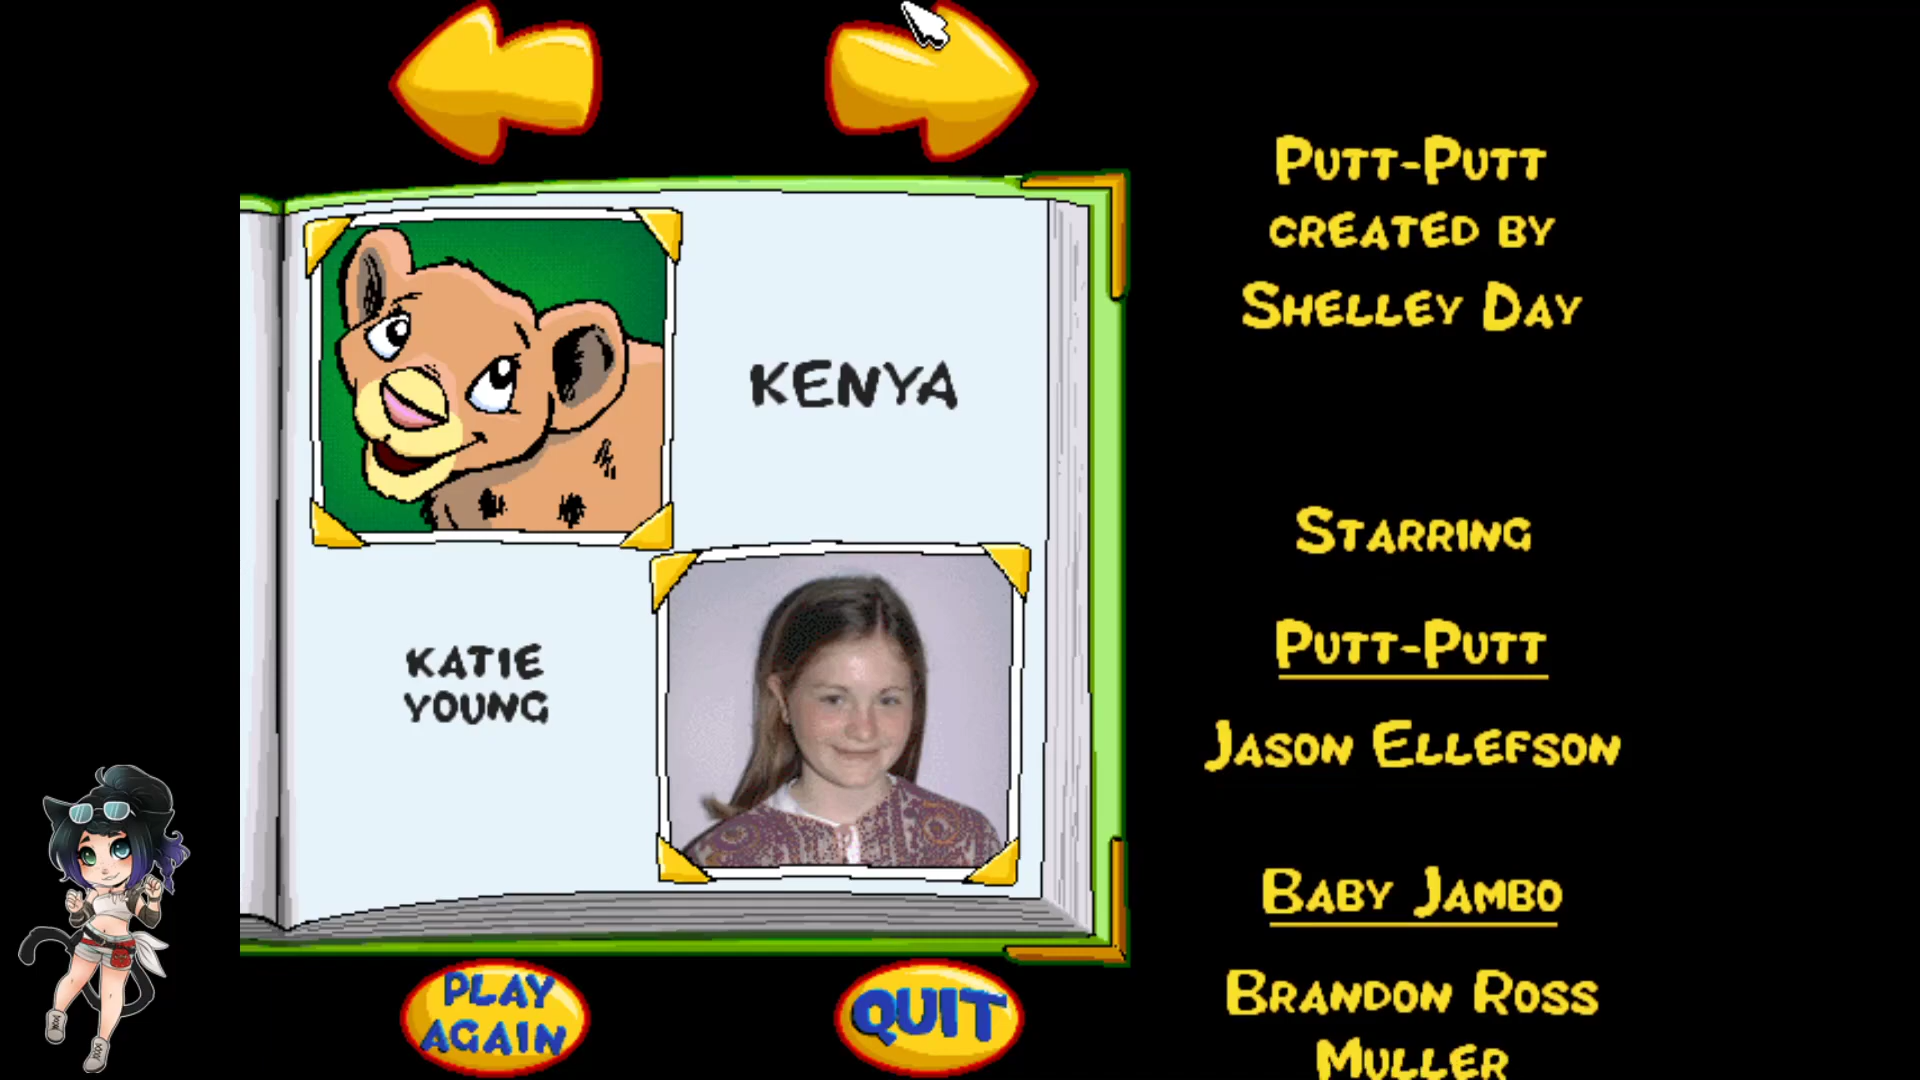 KENYA
KATIE
YOUNG
PLAY
AGAIN
QUIT
PUTT-PUTT
CREATED BY
SHELLEY DAY
STARRING
PUTT-PUTT
JASON ELLEFSON
BABY JAMBO
BRANDON ROSS
MULLER